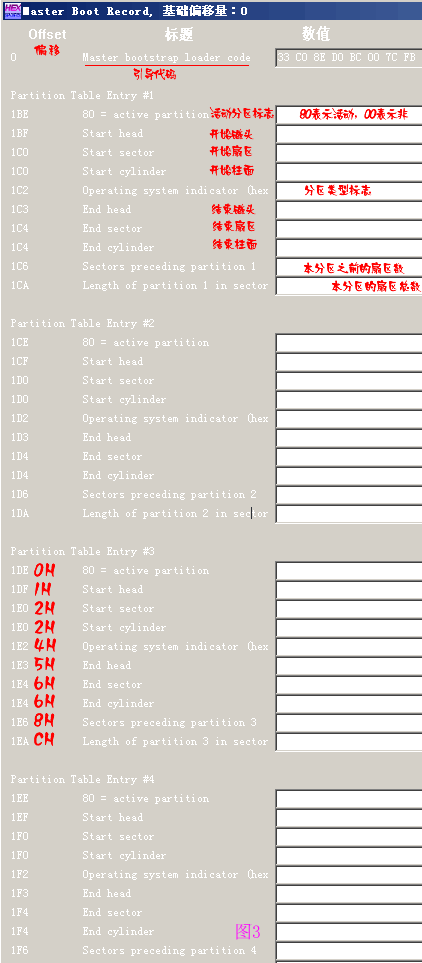 Master Boot Record, 基础偏移量：0
Offset 标题 数值
偏移
0 Master bootstrap loader code 33 C0 8E D0 BC 00 7C FB
引导代码
Partition Table Entry #1
1BE 80 = active partition 活动分区标志 80表示活动，00表示非
1BF Start head 开始磁头
1C0 Start sector 开始扇区
1C0 Start cylinder 开始柱面
1C2 Operating system indicator (hex 分区类型标志
1C3 End head 结束磁头
1C4 End sector 结束扇区
1C4 End cylinder 结束柱面
1C6 Sectors preceding partition 1 本分区之前的扇区数
1CA Length of partition 1 in sector 本分区的扇区总数
Partition Table Entry #2
1CE 80 = active partition
1CF Start head
1D0 Start sector
1D0 Start cylinder
1D2 Operating system indicator (hex
1D3 End head
1D4 End sector
1D4 End cylinder
1D6 Sectors preceding partition 2
1DA Length of partition 2 in sector
Partition Table Entry #3
1DE 0H 80 = active partition
1DF 1H Start head
1E0 2H Start sector
1E0 2H Start cylinder
1E2 4H Operating system indicator (hex
1E3 5H End head
1E4 6H End sector
1E4 6H End cylinder
1E6 8H Sectors preceding partition 3
1EA CH Length of partition 3 in sector
Partition Table Entry #4
1EE 80 = active partition
1EF Start head
1F0 Start sector
1F0 Start cylinder
1F2 Operating system indicator (hex
1F3 End head
1F4 End sector
1F4 End cylinder 图3
1F6 Sectors preceding partition 4